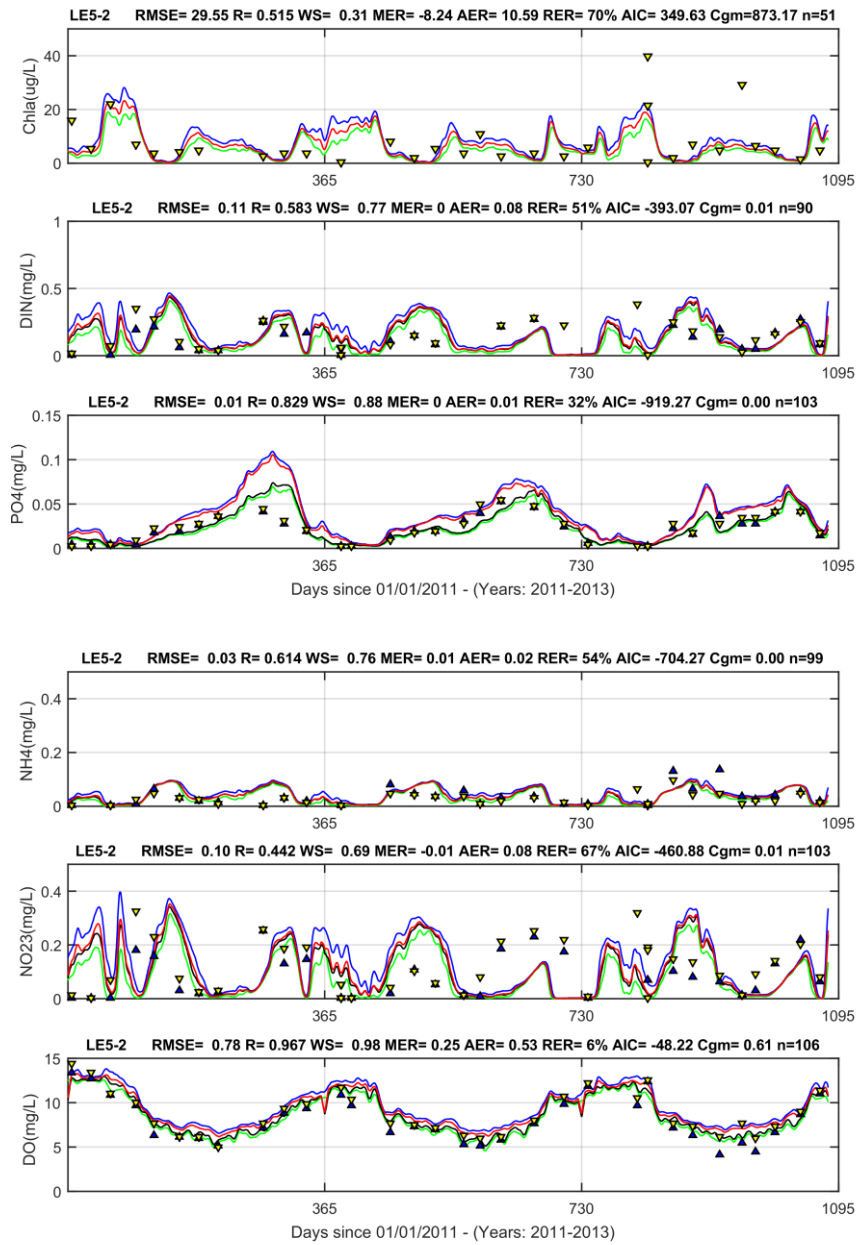 LE5-2 RMSE= 29.55 R= 0.515 WS= 0.31 MER= -8.24 AER= 10.59 RER= 70% AIC= 349.63 Cgm=873.17 n=51
Chla(ug/L)
40
20
0
365
730
1095
LE5-2 RMSE= 0.11 R= 0.583 WS= 0.77 MER= 0 AER= 0.08 RER= 51% AIC= -393.07 Cgm= 0.01 n=90
DIN(mg/L)
1
0.5
0
365
730
1095
LE5-2 RMSE= 0.01 R= 0.829 WS= 0.88 MER= 0 AER= 0.01 RER= 32% AIC= -919.27 Cgm= 0.00 n=103
PO4(mg/L)
0.15
0.1
0.05
0
365
730
1095
Days since 01/01/2011 - (Years: 2011-2013)
LE5-2 RMSE= 0.03 R= 0.614 WS= 0.76 MER= 0.01 AER= 0.02 RER= 54% AIC= -704.27 Cgm= 0.00 n=99
NH4(mg/L)
0.4
0.2
0
365
730
1095
LE5-2 RMSE= 0.10 R= 0.442 WS= 0.69 MER= -0.01 AER= 0.08 RER= 67% AIC= -460.88 Cgm= 0.01 n=103
NO23(mg/L)
0.4
0.2
0
365
730
1095
LE5-2 RMSE= 0.78 R= 0.967 WS= 0.98 MER= 0.25 AER= 0.53 RER= 6% AIC= -48.22 Cgm= 0.61 n=106
DO(mg/L)
15
10
5
0
365
730
1095
Days since 01/01/2011 - (Years: 2011-2013)